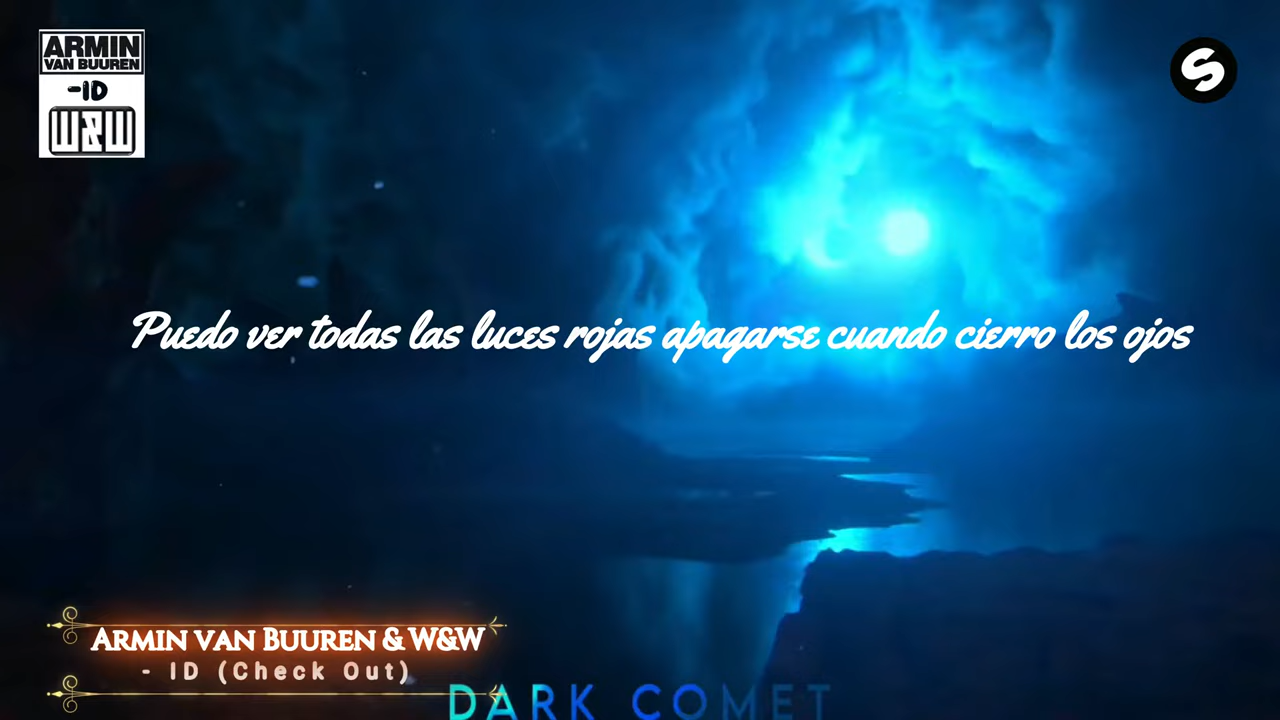 ARMIN
VAN BUUREN
-ID
W&W
Puedo ver todas las luces rojas apagarse cuando cierro los ojos
ARMIN VAN BUUREN & W&W
- ID (Check Out)
DARK COMET